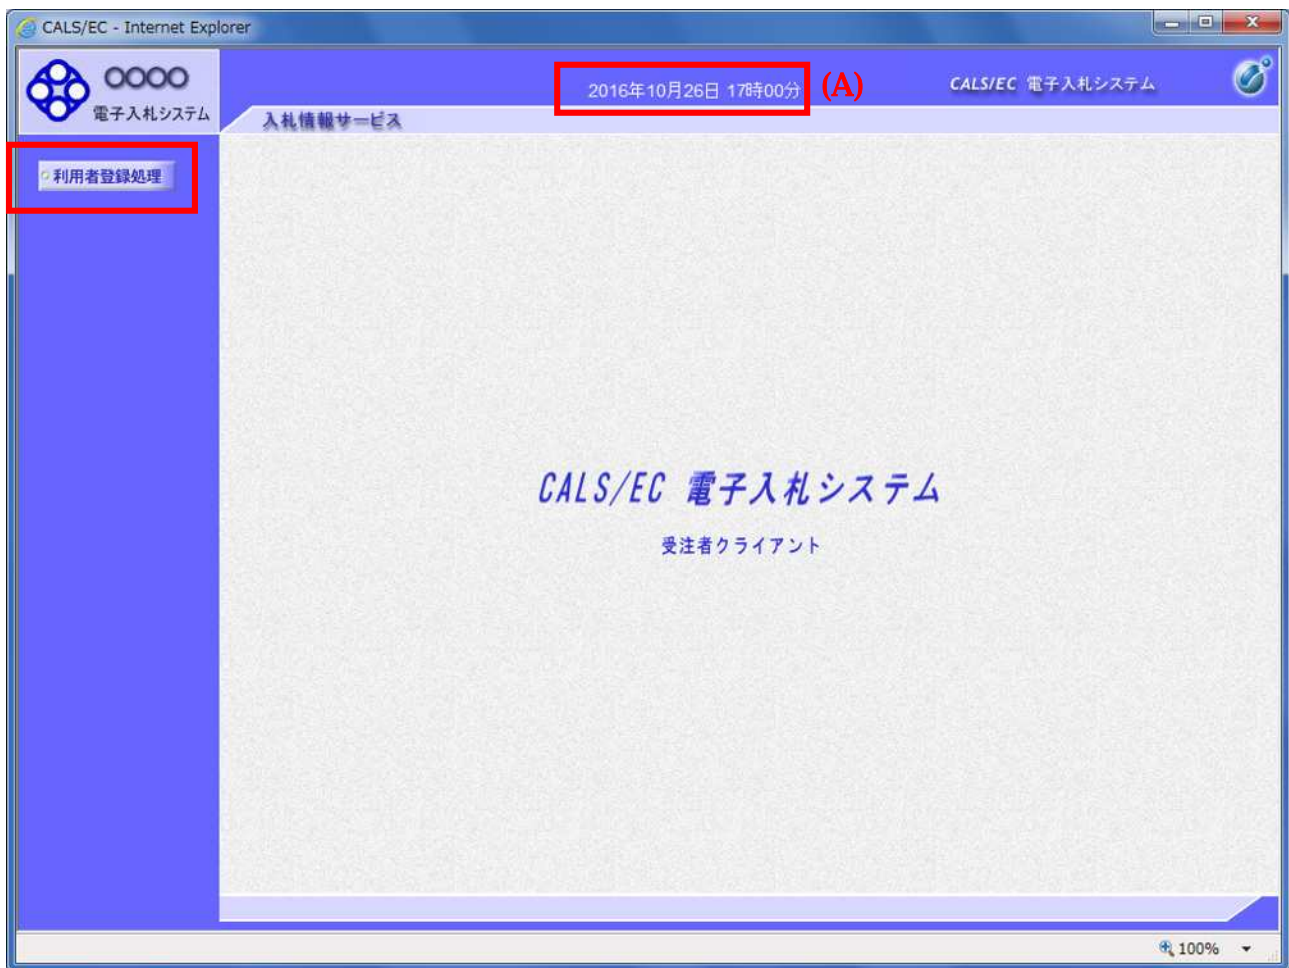 CALS/EC - Internet Explorer
〇〇〇〇
電子入札システム
2016年10月26日 17時00分
(A)
CALS/EC 電子入札システム
入札情報サービス
利用者登録処理
CALS/EC 電子入札システム
受注者クライアント
100%